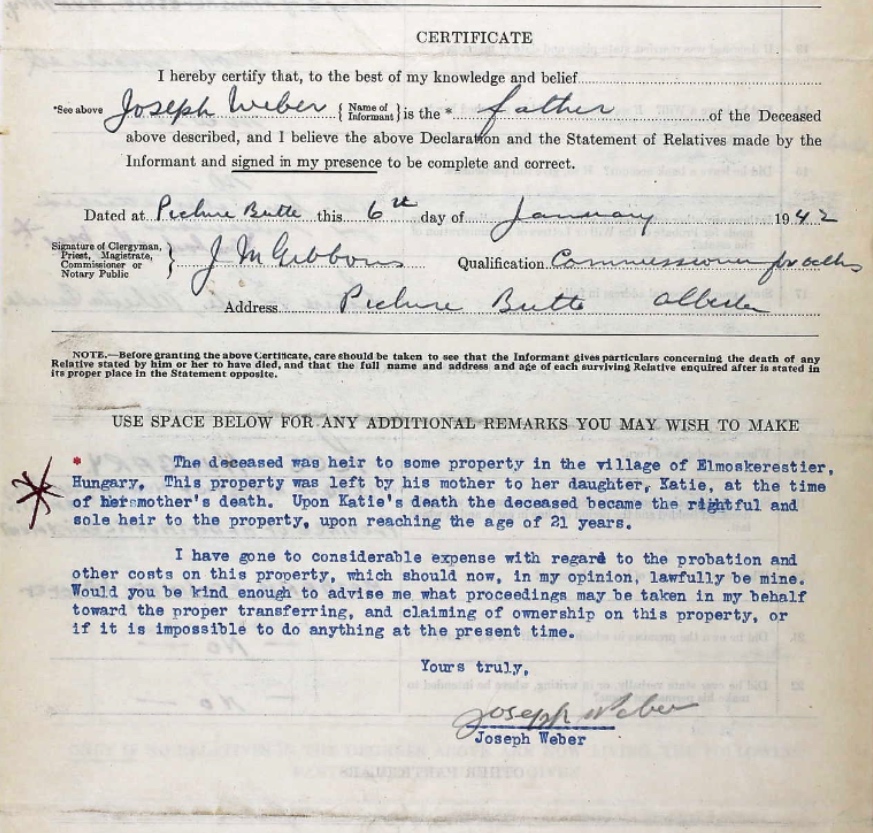 CERTIFICATE
I hereby certify that, to the best of my knowledge and belief
*See above Joseph Weber { Name of Informant } is the * father of the Deceased
above described, and I believe the above Declaration and the Statement of Relatives made by the
Informant and signed in my presence to be complete and correct.
Dated at Picture Butte this 6th day of January 1942
Signature of Clergyman,
Priest, Magistrate,
Commissioner or
Notary Public } J M Gibbons Qualification Commissioner for oaths
Address Picture Butte Alberta
NOTE.—Before granting the above Certificate, care should be taken to see that the Informant gives particulars concerning the death of any
Relative stated by him or her to have died, and that the full name and address and age of each surviving Relative enquired after is stated in
its proper place in the Statement opposite.
USE SPACE BELOW FOR ANY ADDITIONAL REMARKS YOU MAY WISH TO MAKE
* The deceased was heir to some property in the village of Elmoskerestier,
Hungary. This property was left by his mother to her daughter, Katie, at the time
of her mother's death. Upon Katie's death the deceased became the rightful and
sole heir to the property, upon reaching the age of 21 years.
I have gone to considerable expense with regard to the probation and
other costs on this property, which should now, in my opinion, lawfully be mine.
Would you be kind enough to advise me what proceedings may be taken in my behalf
toward the proper transferring, and claiming of ownership on this property, or
if it is impossible to do anything at the present time.
Yours truly,
Joseph Weber
Joseph Weber